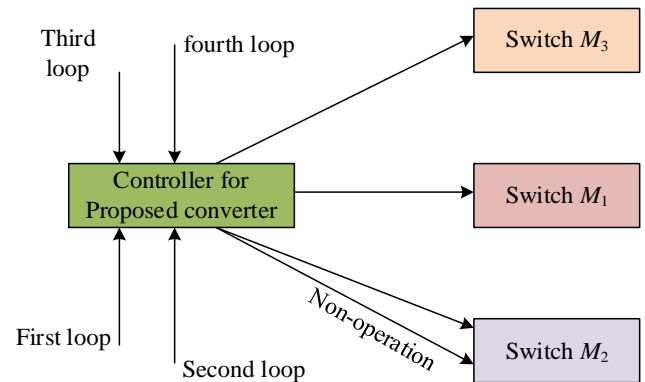 Third
loop
fourth loop
Switch M3
Controller for
Proposed converter
Switch M1
First loop
Second loop
Non-operation
Switch M2